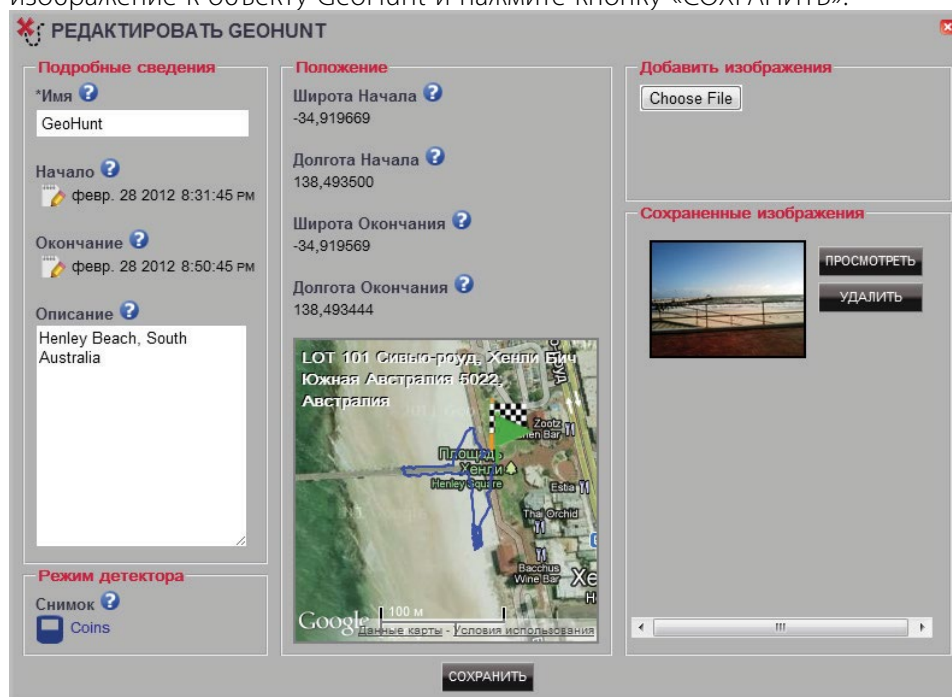 изображение к объекту GeoHunt и нажмите кнопку «СОХРАНИТЬ».
РЕДАКТИРОВАТЬ GEOHUNT
Подробные сведения
*Имя
GeoHunt
Начало
февр. 28 2012 8:31:45 PM
Окончание
февр. 28 2012 8:50:45 PM
Описание
Henley Beach, South
Australia
Режим детектора
Снимок
Coins
Положение
Широта Начала
-34,919669
Долгота Начала
138,493500
Широта Окончания
-34,919569
Долгота Окончания
138,493444
LOT 101 Сивью-роуд, Хенли Бич
Южная Австралия 5022,
Австралия
Zootz
Bar
Площадь
Хенли
Henley Square
Estia
Thai Orchid
Bacchus
Wine Bar
Хе
H
100 м
Google
Данные карты - Условия использования
Добавить изображения
Choose File
Сохраненные изображения
ПРОСМОТРЕТЬ
УДАЛИТЬ
СОХРАНИТЬ